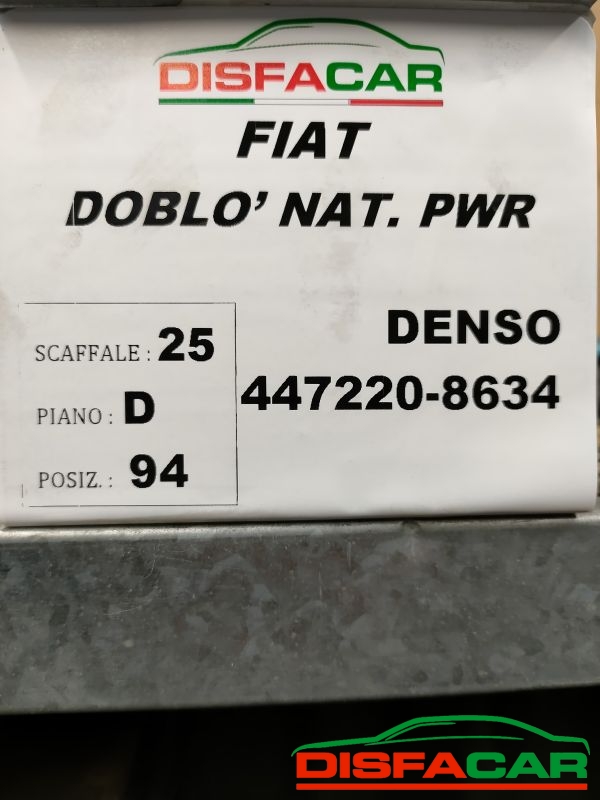 DISFACAR
FIAT
DOBLO' NAT. PWR
SCAFFALE : 25
PIANO : D
POSIZ. : 94
DENSO
447220-8634
DISFACAR